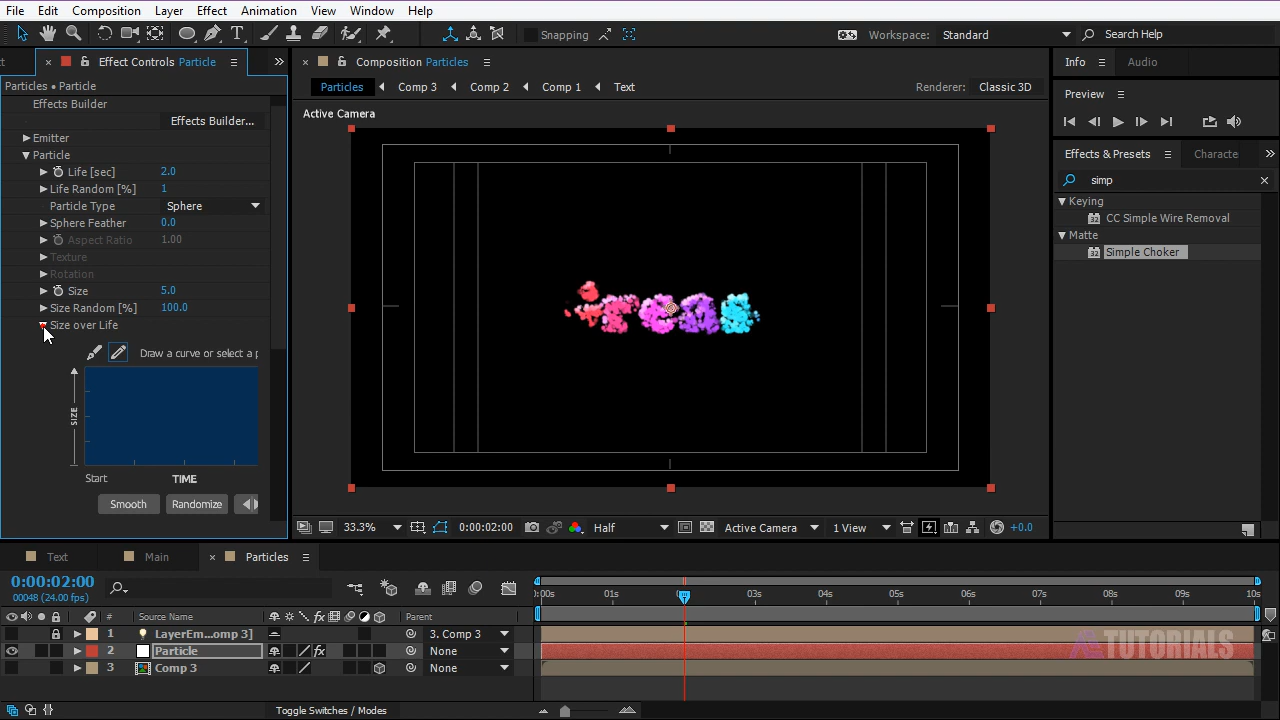 File Edit Composition Layer Effect Animation View Window Help
Snapping Workspace: Standard Search Help
Effect Controls Particle Composition Particles Info Audio
Particles • Particle Particles Comp 3 Comp 2 Comp 1 Text Renderer: Classic 3D Preview
Effects Builder Active Camera
Effects Builder...
Emitter
Particle Effects & Presets Characte
Life [sec] 2.0 simp
Life Random [%] 1 Keying
Particle Type Sphere CC Simple Wire Removal
Sphere Feather 0.0 Matte
Aspect Ratio 1.00 Simple Choker
Texture
Rotation
Size 5.0
Size Random [%] 100.0
Size over Life
Draw a curve or select a p
SIZE
Start TIME
Smooth Randomize
33.3% 0:00:02:00 Half Active Camera 1 View +0.0
Text Main Particles
0:00:02:00
00048 (24.00 fps) :00s 01s 03s 04s 05s 06s 07s 08s 09s 10s
# Source Name Parent
1 LayerEm...omp 3] 3. Comp 3
2 Particle None
3 Comp 3 None
TUTORIALS
Toggle Switches / Modes